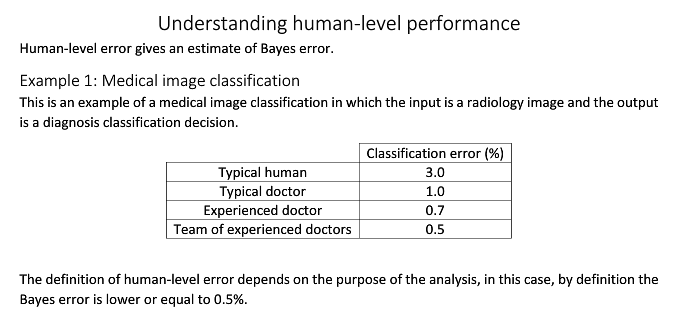 Understanding human-level performance
Human-level error gives an estimate of Bayes error.
Example 1: Medical image classification
This is an example of a medical image classification in which the input is a radiology image and the output
is a diagnosis classification decision.
Classification error (%)
Typical human 3.0
Typical doctor 1.0
Experienced doctor 0.7
Team of experienced doctors 0.5
The definition of human-level error depends on the purpose of the analysis, in this case, by definition the
Bayes error is lower or equal to 0.5%.